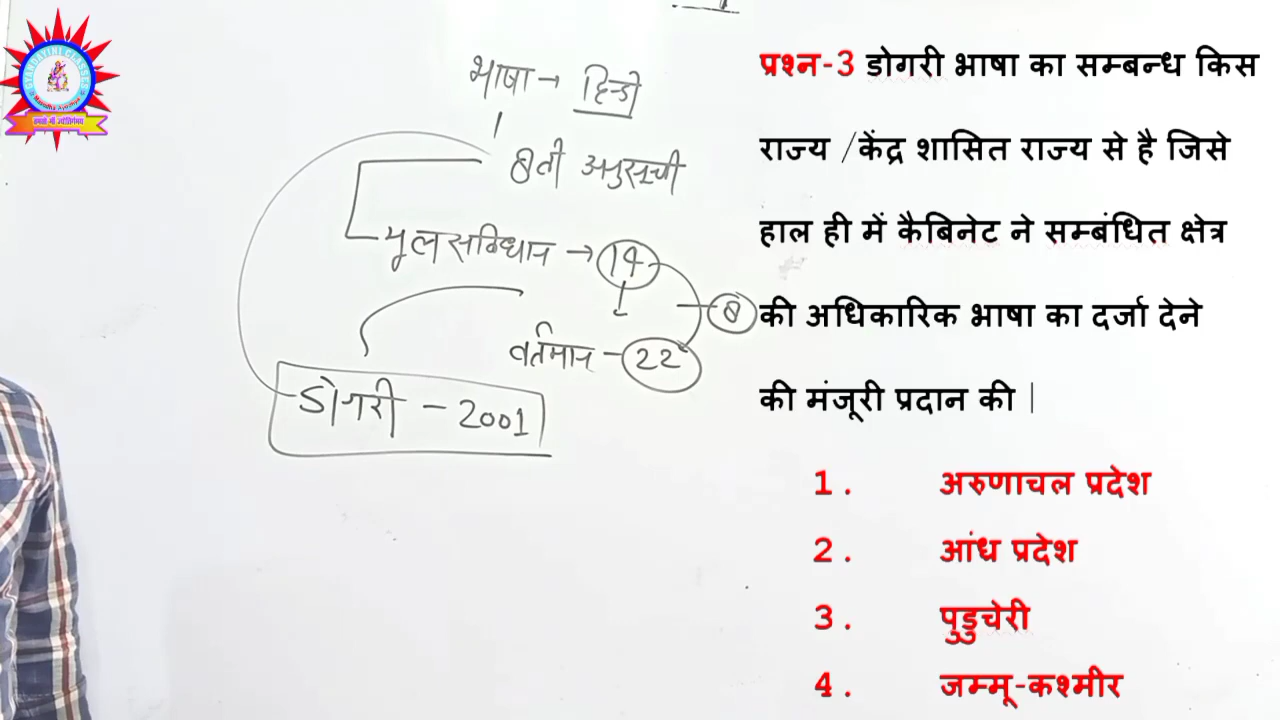 भाषा → हिन्दी
8वी अनुसूची
मूल संविधान → 14
8
वर्तमान - 22
डोगरी - 2001
प्रश्न-3 डोगरी भाषा का सम्बन्ध किस
राज्य /केंद्र शासित राज्य से है जिसे
हाल ही में कैबिनेट ने सम्बंधित क्षेत्र
की अधिकारिक भाषा का दर्जा देने
की मंजूरी प्रदान की |
1. अरुणाचल प्रदेश
2. आंध प्रदेश
3. पुडुचेरी
4. जम्मू-कश्मीर